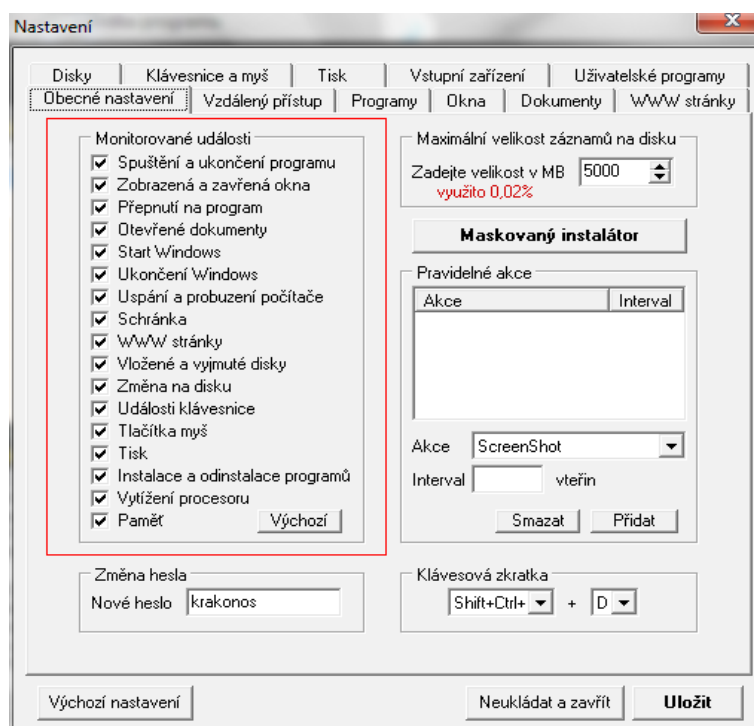 Nastavení
Disky
Klávesnice a myš
Tisk
Vstupní zařízení
Uživatelské programy
Obecné nastavení
Vzdálený přístup
Programy
Okna
Dokumenty
WWW stránky
Monitorované události
Spuštění a ukončení programu
Zobrazená a zavřená okna
Přepnutí na program
Otevřené dokumenty
Start Windows
Ukončení Windows
Uspání a probuzení počítače
Schránka
WWW stránky
Vložené a vyjmuté disky
Změna na disku
Události klávesnice
Tlačítka myš
Tisk
Instalace a odinstalace programů
Vytížení procesoru
Paměť
Výchozí
Změna hesla
Nové heslo krakonos
Maximální velikost záznamů na disku
Zadejte velikost v MB 5000
využito 0,02%
Maskovaný instalátor
Pravidelné akce
Akce Interval
Akce ScreenShot
Interval vteřin
Smazat Přidat
Klávesová zkratka
Shift+Ctrl+ + D
Výchozí nastavení
Neukládat a zavřít
Uložit